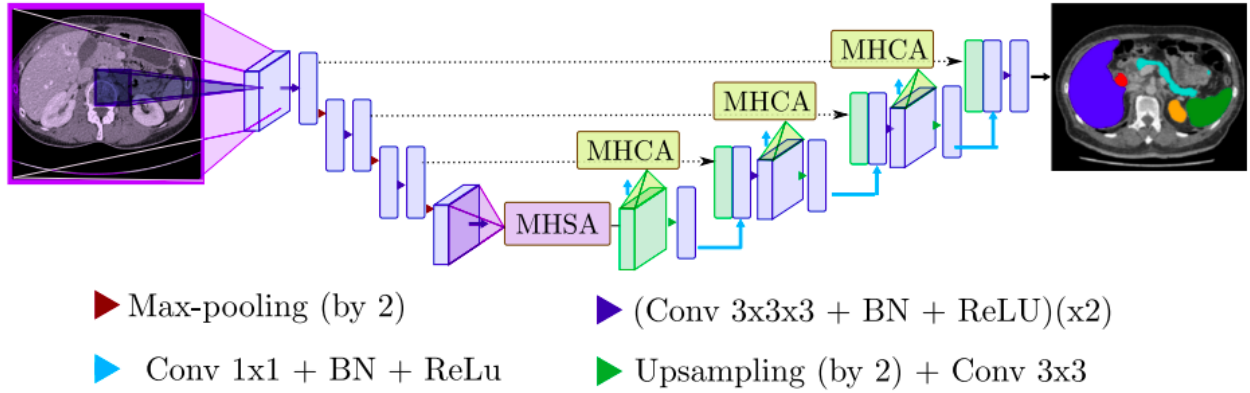 MHCA
MHCA
MHCA
MHSA
Max-pooling (by 2)
(Conv 3x3x3 + BN + ReLU)(x2)
Conv 1x1 + BN + ReLu
Upsampling (by 2) + Conv 3x3